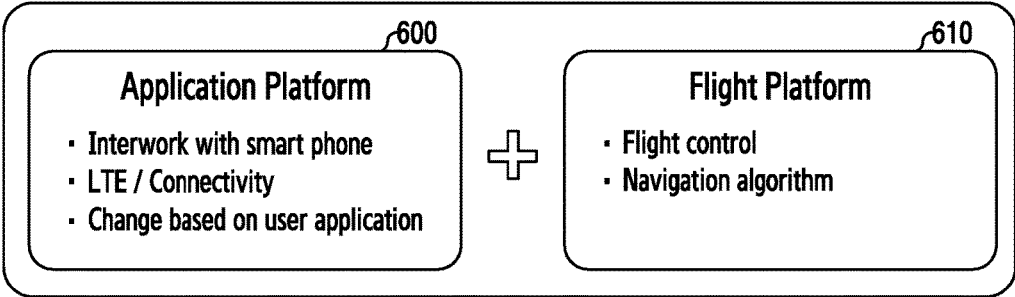 600
Application Platform
· Interwork with smart phone
· LTE / Connectivity
· Change based on user application
610
Flight Platform
· Flight control
· Navigation algorithm